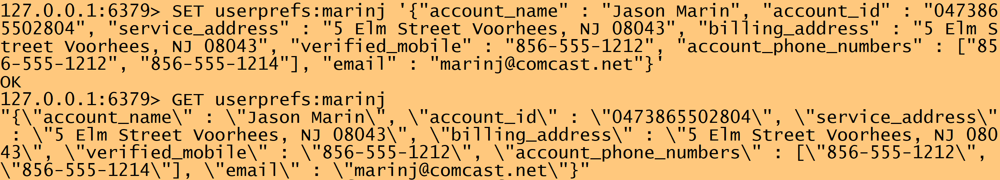 127.0.0.1:6379> SET userprefs:marinj '{"account_name" : "Jason Marin", "account_id" : "047386
5502804", "service_address" : "5 Elm Street Voorhees, NJ 08043", "billing_address" : "5 Elm S
treet Voorhees, NJ 08043", "verified_mobile" : "856-555-1212", "account_phone_numbers" : ["85
6-555-1212", "856-555-1214"], "email" : "marinj@comcast.net"}'
OK
127.0.0.1:6379> GET userprefs:marinj
"{\"account_name\" : \"Jason Marin\", \"account_id\" : \"0473865502804\", \"service_address\"
 : \"5 Elm Street Voorhees, NJ 08043\", \"billing_address\" : \"5 Elm Street Voorhees, NJ 080
43\", \"verified_mobile\" : \"856-555-1212\", \"account_phone_numbers\" : [\"856-555-1212\",
\"856-555-1214\"], \"email\" : \"marinj@comcast.net\"}"